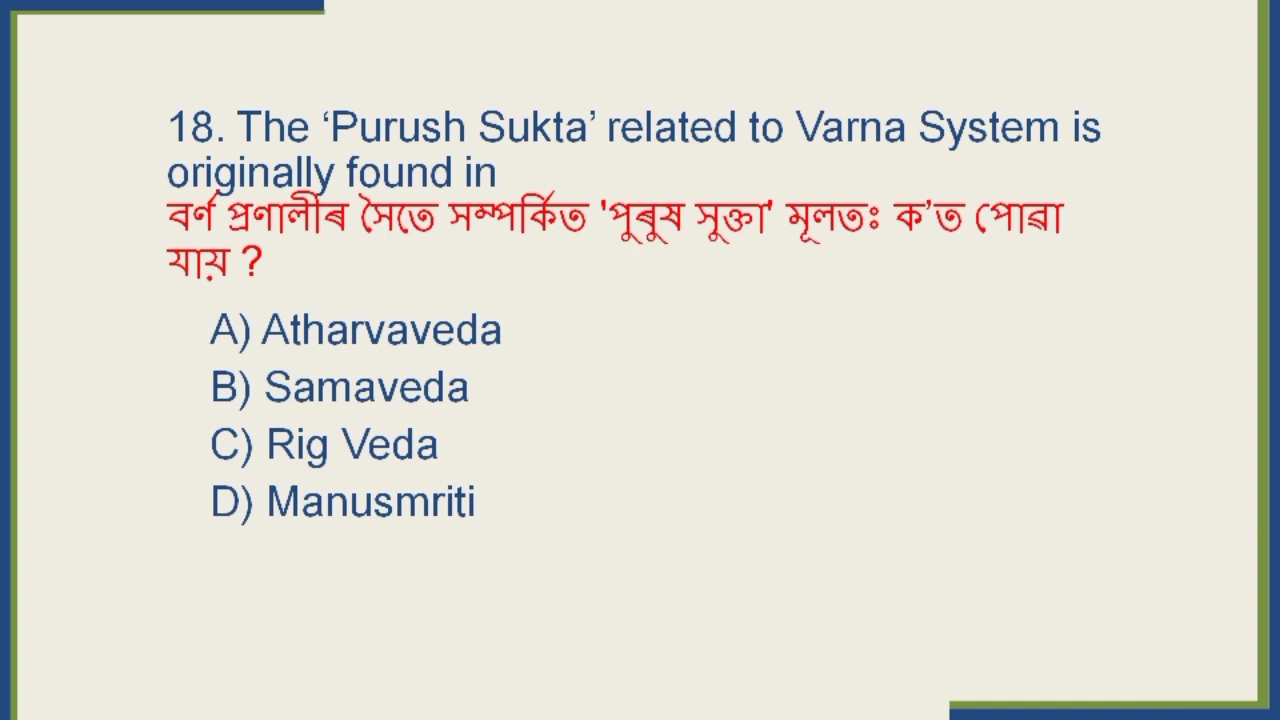 18. The ‘Purush Sukta’ related to Varna System is
originally found in
বৰ্ণ প্ৰণালীৰ সৈতে সম্পৰ্কিত 'পুৰুষ সুক্তা' মূলতঃ ক’ত পোৱা
যায় ?
A) Atharvaveda
B) Samaveda
C) Rig Veda
D) Manusmriti